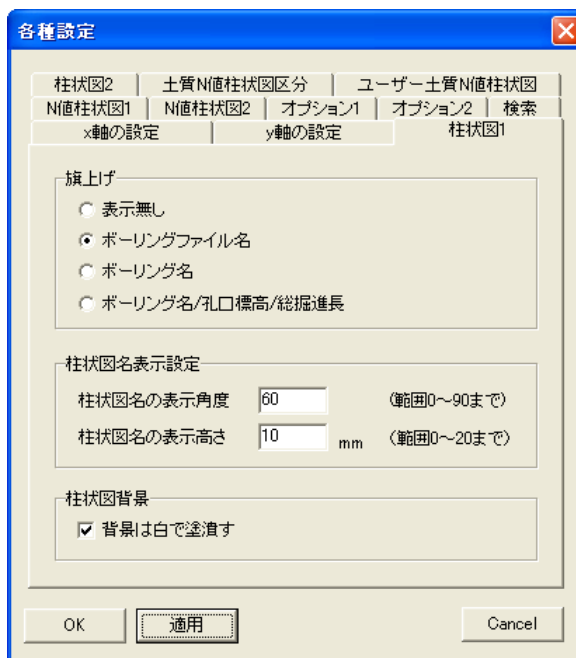 各種設定
柱状図2 土質N値柱状図区分 ユーザー土質N値柱状図
N値柱状図1 N値柱状図2 オプション1 オプション2 検索
x軸の設定 y軸の設定 柱状図1
旗上げ
表示無し
ボーリングファイル名
ボーリング名
ボーリング名/孔口標高/総掘進長
柱状図名表示設定
柱状図名の表示角度 60 (範囲0～90まで)
柱状図名の表示高さ 10 mm (範囲0～20まで)
柱状図背景
背景は白で塗潰す
OK 適用 Cancel